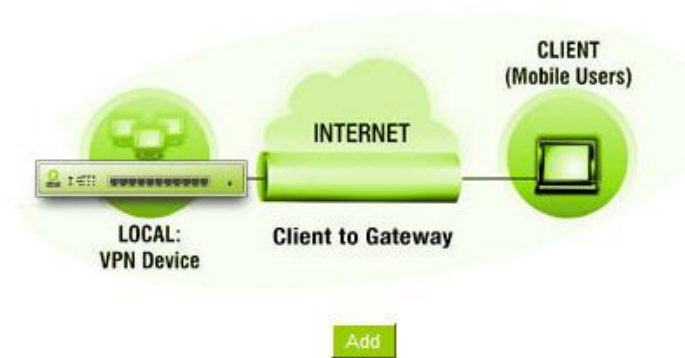 CLIENT
(Mobile Users)
INTERNET
LOCAL:
VPN Device
Client to Gateway
Add